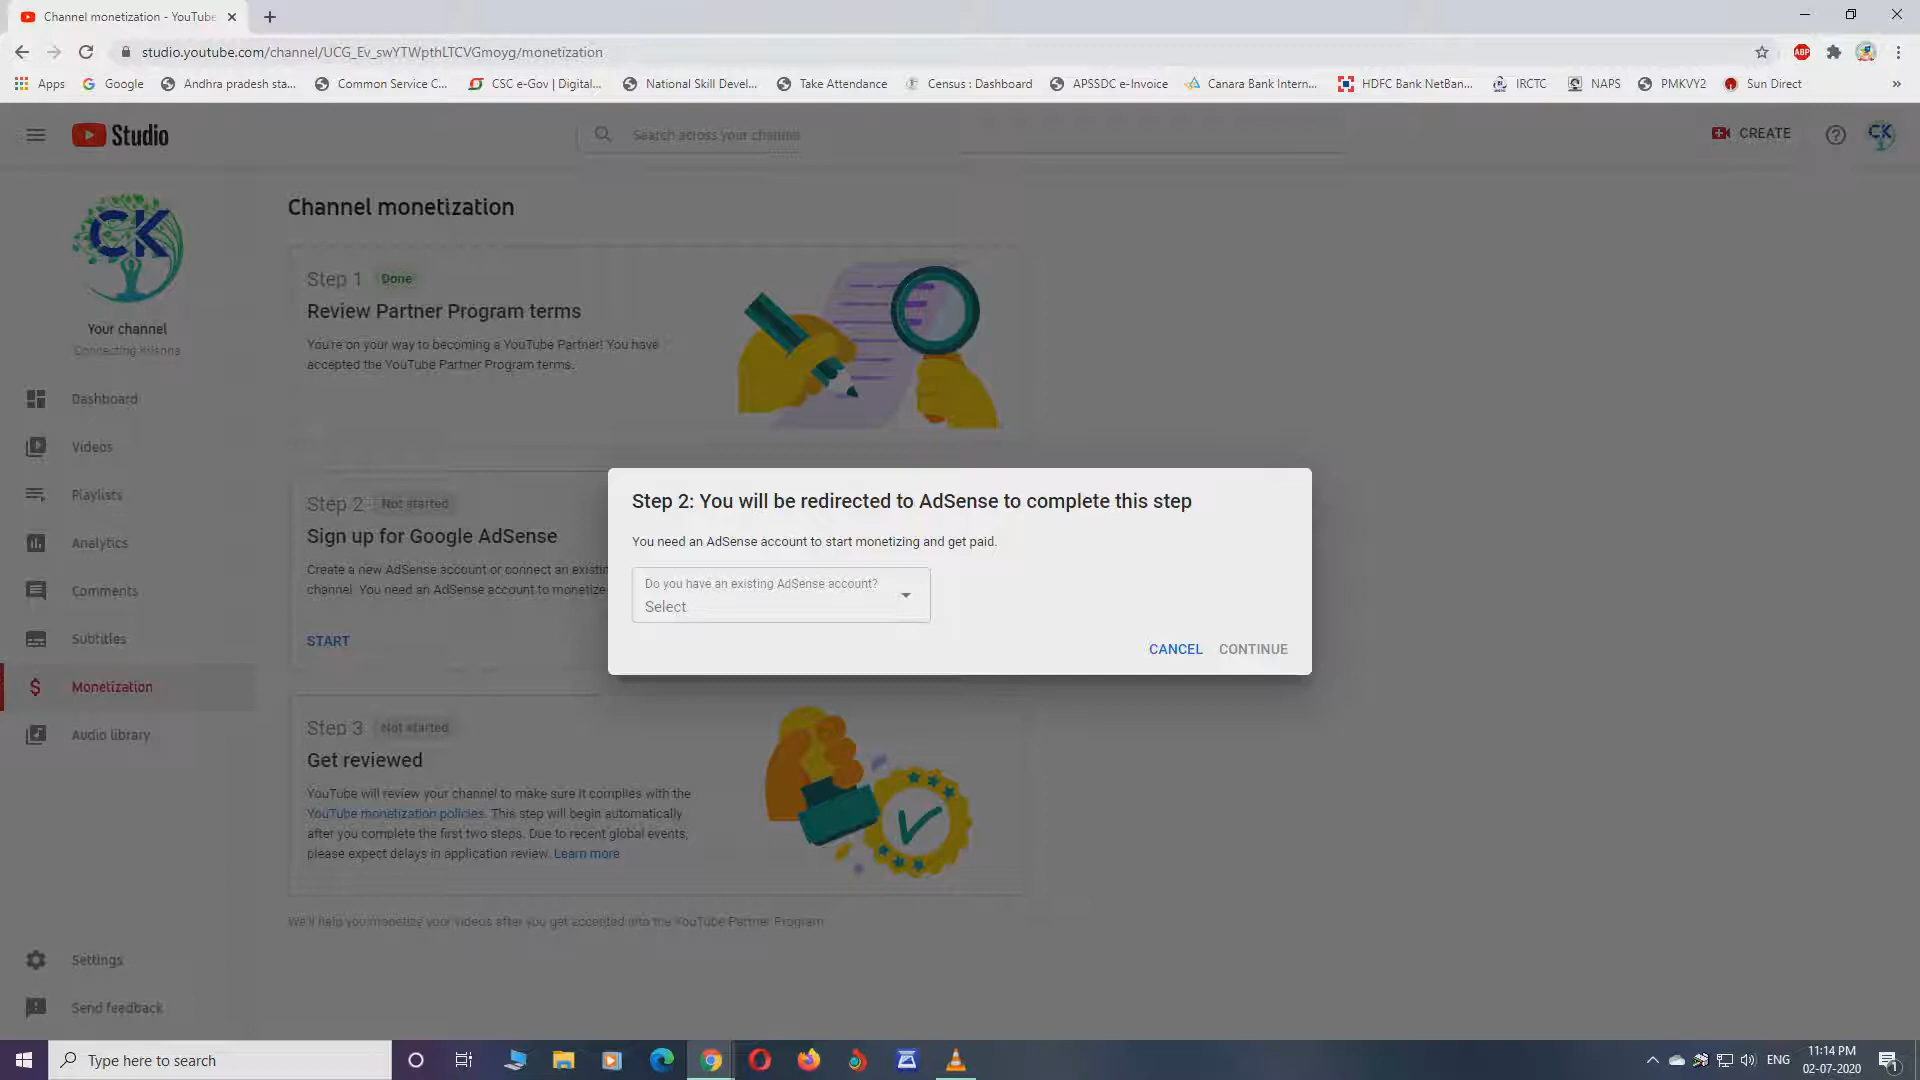 Channel monetization - YouTube
studio.youtube.com/channel/UCG_Ev_swYTWpthLTCVGmoyg/monetization
ABP
Apps Google Andhra pradesh sta... Common Service C... CSC e-Gov | Digital... National Skill Devel... Take Attendance Census : Dashboard APSSDC e-Invoice Canara Bank Intern... HDFC Bank NetBan... IRCTC NAPS PMKVY2 Sun Direct »
Studio
Search across your channel
CREATE
CK
CK
Your channel
Connecting Krishna
Dashboard
Videos
Playlists
Analytics
Comments
Subtitles
Monetization
Audio library
Settings
Send feedback
Channel monetization
Step 1 Done
Review Partner Program terms
You're on your way to becoming a YouTube Partner! You have
accepted the YouTube Partner Program terms.
Step 2 Not started
Sign up for Google AdSense
Create a new AdSense account or connect an existin
channel. You need an AdSense account to monetize
START
Step 2: You will be redirected to AdSense to complete this step
You need an AdSense account to start monetizing and get paid.
Do you have an existing AdSense account?
Select
CANCEL CONTINUE
Step 3 Not started
Get reviewed
YouTube will review your channel to make sure it complies with the
YouTube monetization policies. This step will begin automatically
after you complete the first two steps. Due to recent global events,
please expect delays in application review. Learn more
We'll help you monetize your videos after you get accepted into the YouTube Partner Program
Type here to search
ENG
11:14 PM
02-07-2020
1